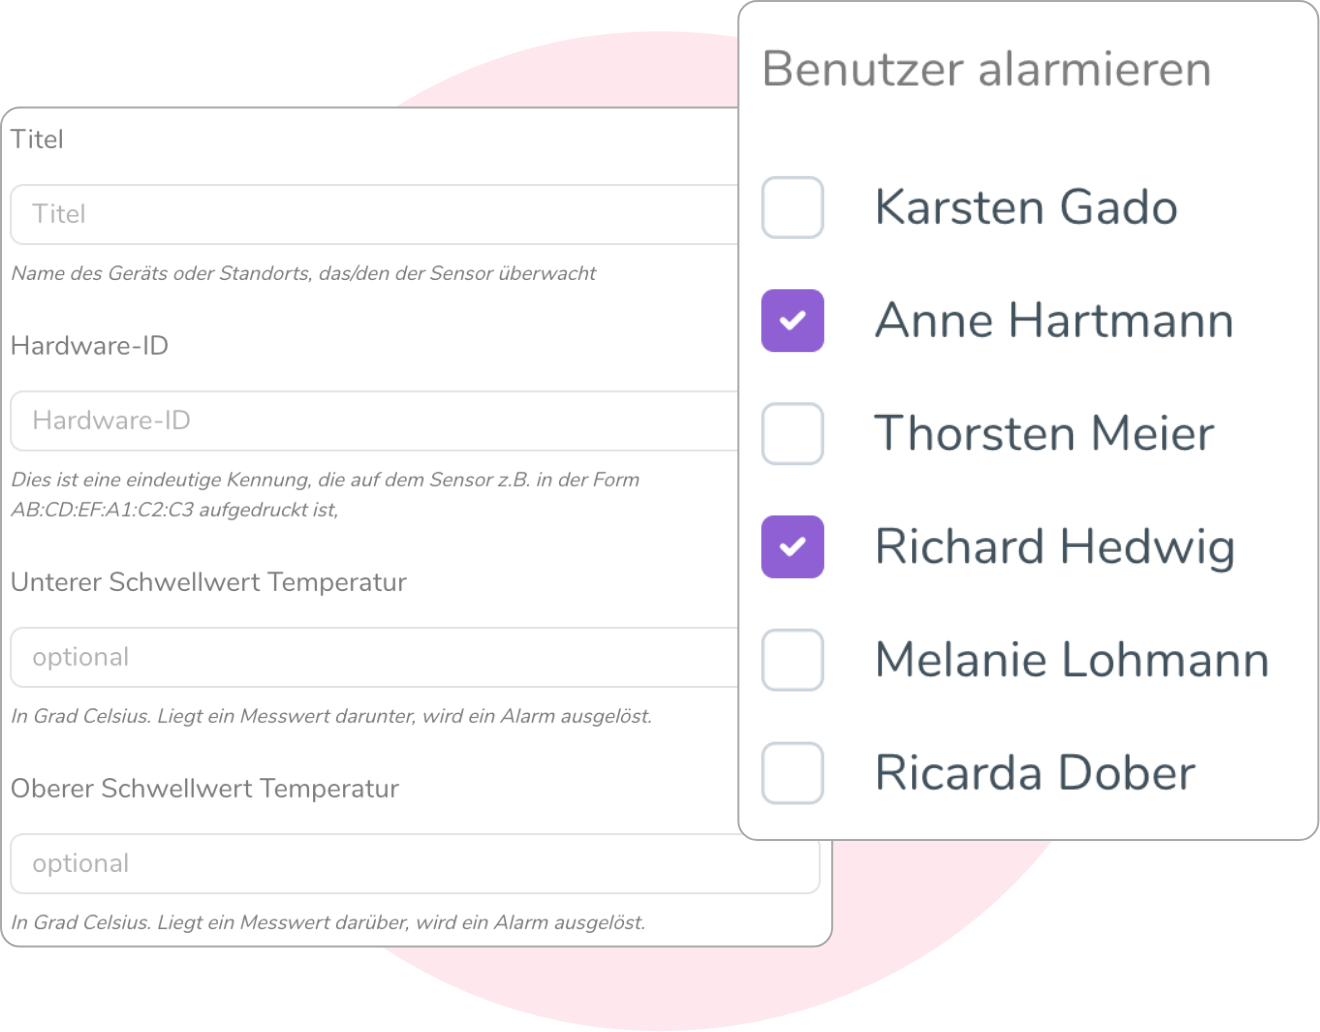 Titel
Titel
Name des Geräts oder Standorts, das/den der Sensor überwacht
Hardware-ID
Hardware-ID
Dies ist eine eindeutige Kennung, die auf dem Sensor z.B. in der Form
AB:CD:EF:A1:C2:C3 aufgedruckt ist,
Unterer Schwellwert Temperatur
optional
In Grad Celsius. Liegt ein Messwert darunter, wird ein Alarm ausgelöst.
Oberer Schwellwert Temperatur
optional
In Grad Celsius. Liegt ein Messwert darüber, wird ein Alarm ausgelöst.
Benutzer alarmieren
Karsten Gado
Anne Hartmann
Thorsten Meier
Richard Hedwig
Melanie Lohmann
Ricarda Dober